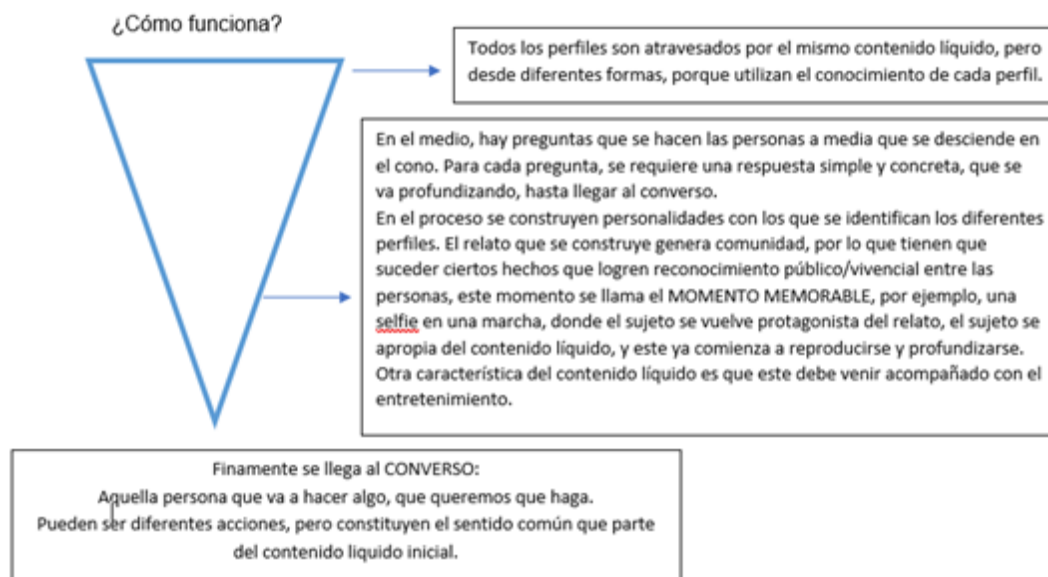 ¿Cómo funciona?
Todos los perfiles son atravesados por el mismo contenido líquido, pero
desde diferentes formas, porque utilizan el conocimiento de cada perfil.
En el medio, hay preguntas que se hacen las personas a media que se desciende en
el cono. Para cada pregunta, se requiere una respuesta simple y concreta, que se
va profundizando, hasta llegar al converso.
En el proceso se construyen personalidades con los que se identifican los diferentes
perfiles. El relato que se construye genera comunidad, por lo que tienen que
suceder ciertos hechos que logren reconocimiento público/vivencial entre las
personas, este momento se llama el MOMENTO MEMORABLE, por ejemplo, una
selfie en una marcha, donde el sujeto se vuelve protagonista del relato, el sujeto se
apropia del contenido líquido, y este ya comienza a reproducirse y profundizarse.
Otra característica del contenido líquido es que este debe venir acompañado con el
entretenimiento.
Finamente se llega al CONVERSO:
Aquella persona que va a hacer algo, que queremos que haga.
Pueden ser diferentes acciones, pero constituyen el sentido común que parte
del contenido liquido inicial.